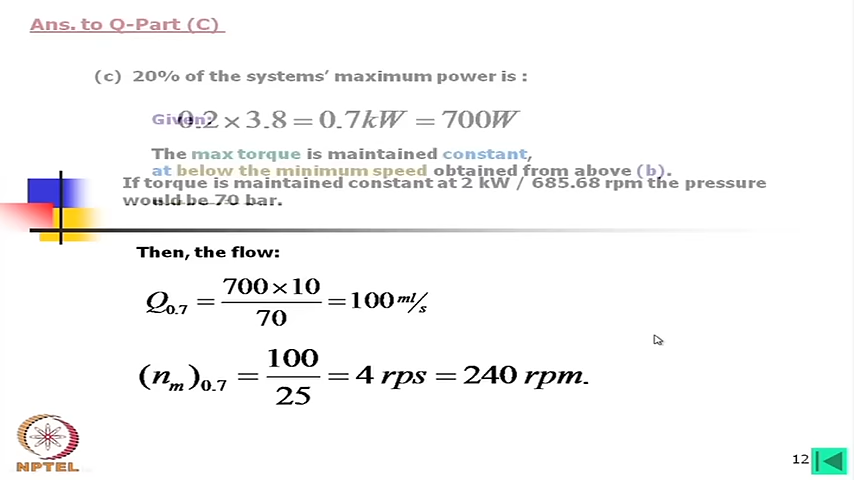 Ans. to Q-Part (C)
(c) 20% of the systems’ maximum power is :
Given:
0.2 × 3.8 = 0.7kW = 700W
The max torque is maintained constant,
at below the minimum speed obtained from above (b).
If torque is maintained constant at 2 kW / 685.68 rpm the pressure
would be 70 bar.
Then, the flow:
Q0.7 = 700 × 10 / 70 = 100 ml/s
(nm)0.7 = 100 / 25 = 4 rps = 240 rpm.
NPTEL
12